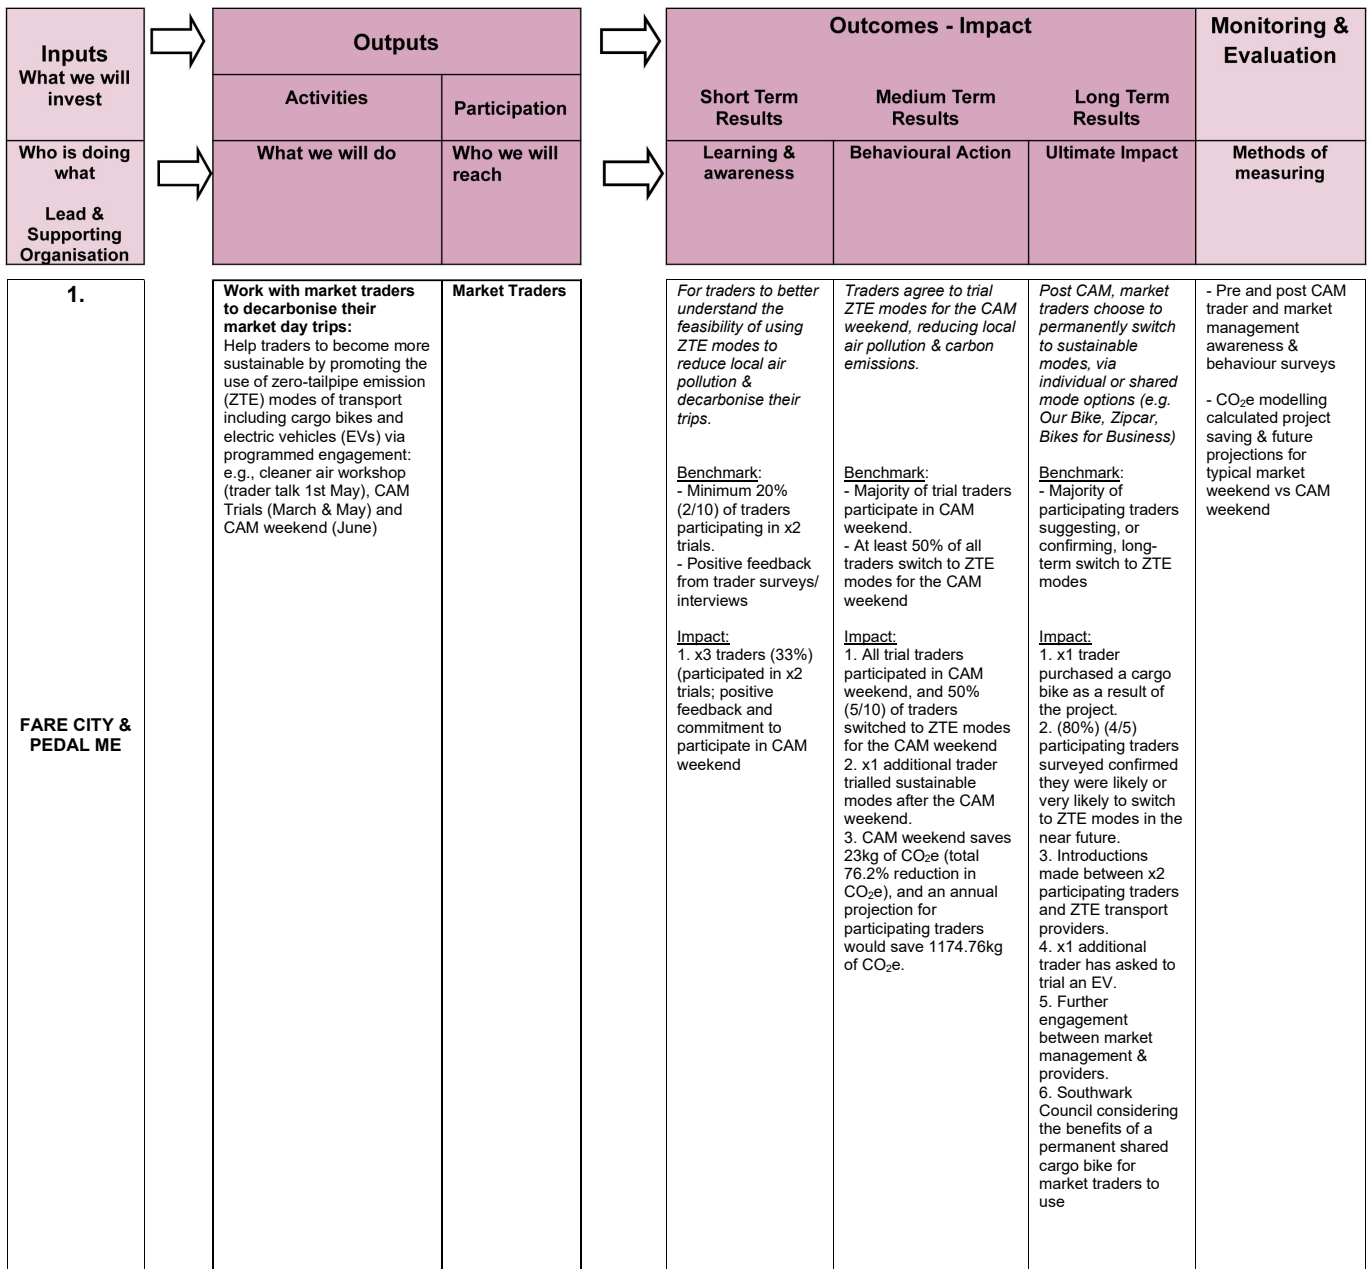 Inputs
What we will
invest
Outputs
Activities
Participation
Outcomes - Impact
Short Term
Results
Medium Term
Results
Long Term
Results
Monitoring &
Evaluation
Who is doing
what
Lead &
Supporting
Organisation
What we will do
Who we will
reach
Learning &
awareness
Behavioural Action
Ultimate Impact
Methods of
measuring
1.
FARE CITY &
PEDAL ME
Work with market traders
to decarbonise their
market day trips:
Help traders to become more
sustainable by promoting the
use of zero-tailpipe emission
(ZTE) modes of transport
including cargo bikes and
electric vehicles (EVs) via
programmed engagement:
e.g., cleaner air workshop
(trader talk 1st May), CAM
Trials (March & May) and
CAM weekend (June)
Market Traders
For traders to better
understand the
feasibility of using
ZTE modes to
reduce local air
pollution &
decarbonise their
trips.
Benchmark:
- Minimum 20%
(2/10) of traders
participating in x2
trials.
- Positive feedback
from trader surveys/
interviews
Impact:
1. x3 traders (33%)
(participated in x2
trials; positive
feedback and
commitment to
participate in CAM
weekend
Traders agree to trial
ZTE modes for the CAM
weekend, reducing local
air pollution & carbon
emissions.
Benchmark:
- Majority of trial traders
participate in CAM
weekend.
- At least 50% of all
traders switch to ZTE
modes for the CAM
weekend
Impact:
1. All trial traders
participated in CAM
weekend, and 50%
(5/10) of traders
switched to ZTE modes
for the CAM weekend
2. x1 additional trader
trialled sustainable
modes after the CAM
weekend.
3. CAM weekend saves
23kg of CO₂e (total
76.2% reduction in
CO₂e), and an annual
projection for
participating traders
would save 1174.76kg
of CO₂e.
Post CAM, market
traders choose to
permanently switch
to sustainable
modes, via
individual or shared
mode options (e.g.
Our Bike, Zipcar,
Bikes for Business)
Benchmark:
- Majority of
participating traders
suggesting, or
confirming, long-
term switch to ZTE
modes
Impact:
1. x1 trader
purchased a cargo
bike as a result of
the project.
2. (80%) (4/5)
participating traders
surveyed confirmed
they were likely or
very likely to switch
to ZTE modes in the
near future.
3. Introductions
made between x2
participating traders
and ZTE transport
providers.
4. x1 additional
trader has asked to
trial an EV.
5. Further
engagement
between market
management &
providers.
6. Southwark
Council considering
the benefits of a
permanent shared
cargo bike for
market traders to
use
- Pre and post CAM
trader and market
management
awareness &
behaviour surveys
- CO₂e modelling
calculated project
saving & future
projections for
typical market
weekend vs CAM
weekend